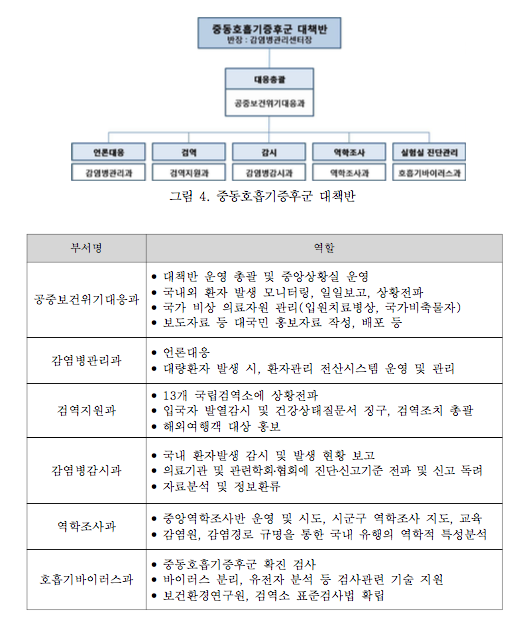 중동호흡기증후군 대책반
반장 : 감염병관리센터장
대응총괄
공중보건위기대응과
언론대응 검역 감시 역학조사 실험실 진단관리
감염병관리과 검역지원과 감염병감시과 역학조사과 호흡기바이러스과
그림 4. 중동호흡기증후군 대책반
부서명 역할
공중보건위기대응과
• 대책반 운영 총괄 및 중앙상황실 운영
• 국내외 환자 발생 모니터링, 일일보고, 상황전파
• 국가 비상 의료자원 관리(입원치료병상, 국가비축물자)
• 보도자료 등 대국민 홍보자료 작성, 배포 등
감염병관리과
• 언론대응
• 대량환자 발생 시, 환자관리 전산시스템 운영 및 관리
검역지원과
• 13개 국립검역소에 상황전파
• 입국자 발열감시 및 건강상태질문서 징구, 검역조치 총괄
• 해외여행객 대상 홍보
감염병감시과
• 국내 환자발생 감시 및 발생 현황 보고
• 의료기관 및 관련학회협회에 진단신고기준 전파 및 신고 독려
• 자료분석 및 정보환류
역학조사과
• 중앙역학조사반 운영 및 시도, 시군구 역학조사 지도, 교육
• 감염원, 감염경로 규명을 통한 국내 유행의 역학적 특성분석
호흡기바이러스과
• 중동호흡기증후군 확진 검사
• 바이러스 분리, 유전자 분석 등 검사관련 기술 지원
• 보건환경연구원, 검역소 표준검사법 확립